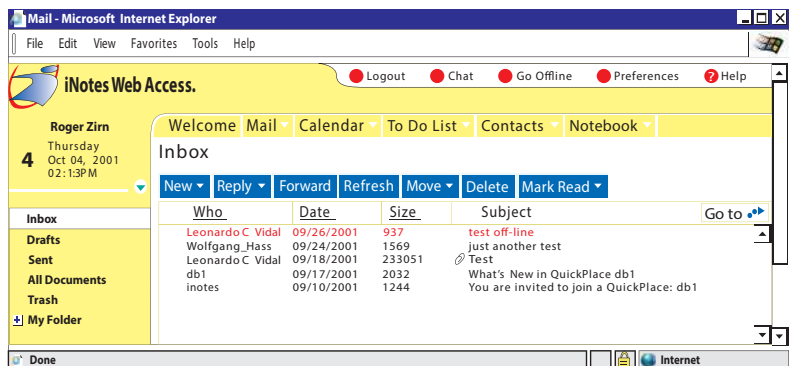 Mail - Microsoft Internet Explorer
File Edit View Favorites Tools Help
iNotes Web Access.
Logout Chat Go Offline Preferences ? Help
Roger Zirn
Thursday
4 Oct 04, 2001
02:1:3PM
Welcome Mail Calendar To Do List Contacts Notebook
Inbox
New Reply Forward Refresh Move Delete Mark Read
Who Date Size Subject Go to
Leonardo C Vidal 09/26/2001 937 test off-line
Wolfgang_Hass 09/24/2001 1569 just another test
Leonardo C Vidal 09/18/2001 233051 Test
db1 09/17/2001 2032 What's New in QuickPlace db1
inotes 09/10/2001 1244 You are invited to join a QuickPlace: db1
Inbox
Drafts
Sent
All Documents
Trash
My Folder
Done Internet